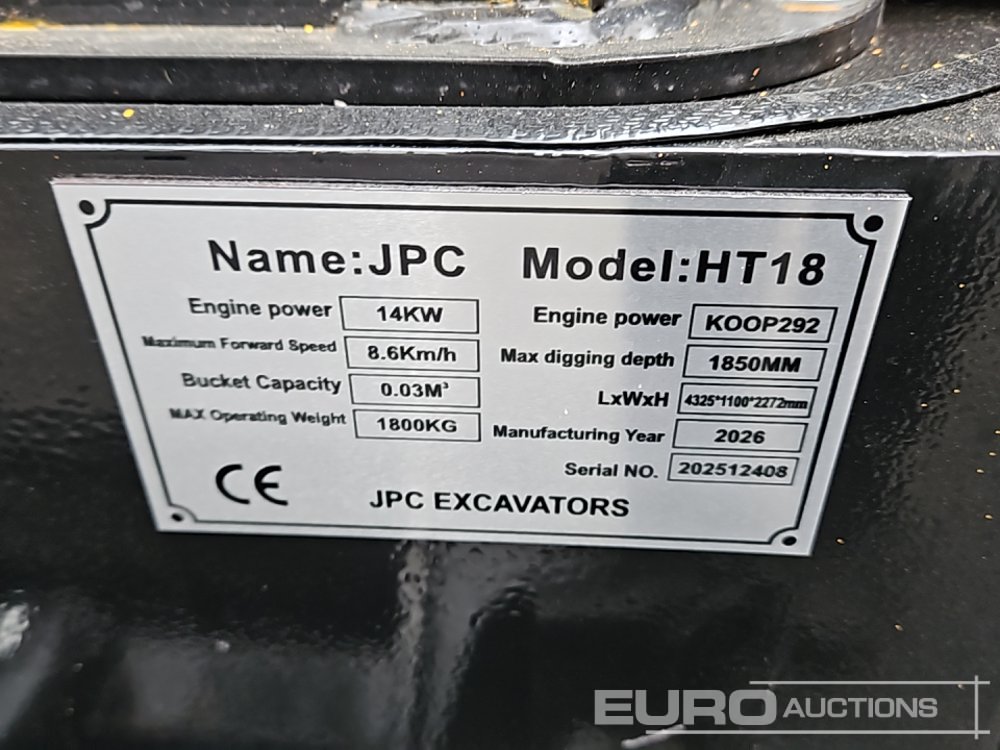 Name:JPC Model:HT18
Engine power 14KW
Maximum Forward Speed 8.6Km/h
Bucket Capacity 0.03M³
MAX Operating Weight 1800KG
Engine power KOOP292
Max digging depth 1850MM
LxWxH 4325*1100*2272mm
Manufacturing Year 2026
Serial NO. 202512408
CE JPC EXCAVATORS
EURO AUCTIONS